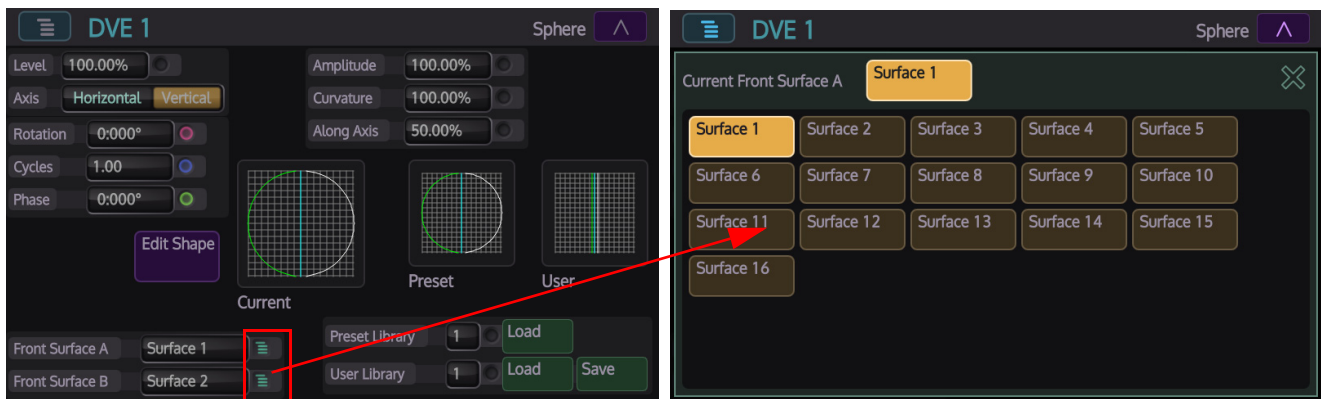 DVE 1
Sphere
Level 100.00%
Axis Horizontal Vertical
Rotation 0:000°
Cycles 1.00
Phase 0:000°
Amplitude 100.00%
Curvature 100.00%
Along Axis 50.00%
Edit Shape
Current
Preset
User
Front Surface A Surface 1
Front Surface B Surface 2
Preset Library 1 Load
User Library 1 Load Save
DVE 1
Sphere
Current Front Surface A Surface 1
Surface 1 Surface 2 Surface 3 Surface 4 Surface 5
Surface 6 Surface 7 Surface 8 Surface 9 Surface 10
Surface 11 Surface 12 Surface 13 Surface 14 Surface 15
Surface 16